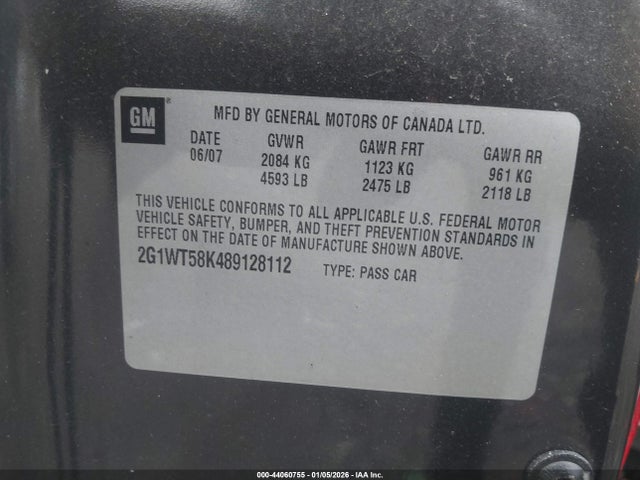 GM ®
MFD BY GENERAL MOTORS OF CANADA LTD.
DATE GVWR GAWR FRT GAWR RR
06/07 2084 KG 1123 KG 961 KG
4593 LB 2475 LB 2118 LB
THIS VEHICLE CONFORMS TO ALL APPLICABLE U.S. FEDERAL MOTOR
VEHICLE SAFETY, BUMPER, AND THEFT PREVENTION STANDARDS IN
EFFECT ON THE DATE OF MANUFACTURE SHOWN ABOVE.
2G1WT58K489128112 TYPE: PASS CAR
000-44060755 - 01/05/2026 - IAA Inc.